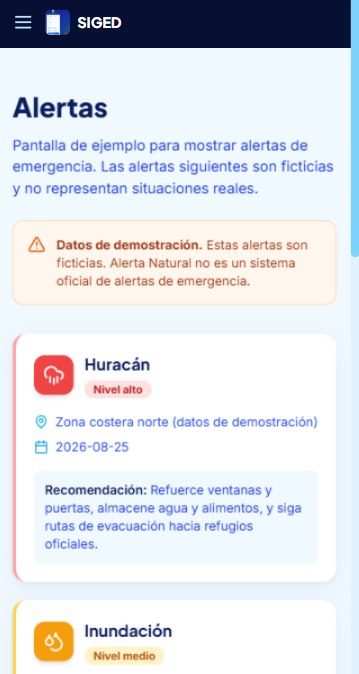 SIGED
Alertas
Pantalla de ejemplo para mostrar alertas de
emergencia. Las alertas siguientes son ficticias
y no representan situaciones reales.
Datos de demostración. Estas alertas son
ficticias. Alerta Natural no es un sistema
oficial de alertas de emergencia.
Huracán
Nivel alto
Zona costera norte (datos de demostración)
2026-08-25
Recomendación: Refuerce ventanas y
puertas, almacene agua y alimentos, y siga
rutas de evacuación hacia refugios
oficiales.
Inundación
Nivel medio